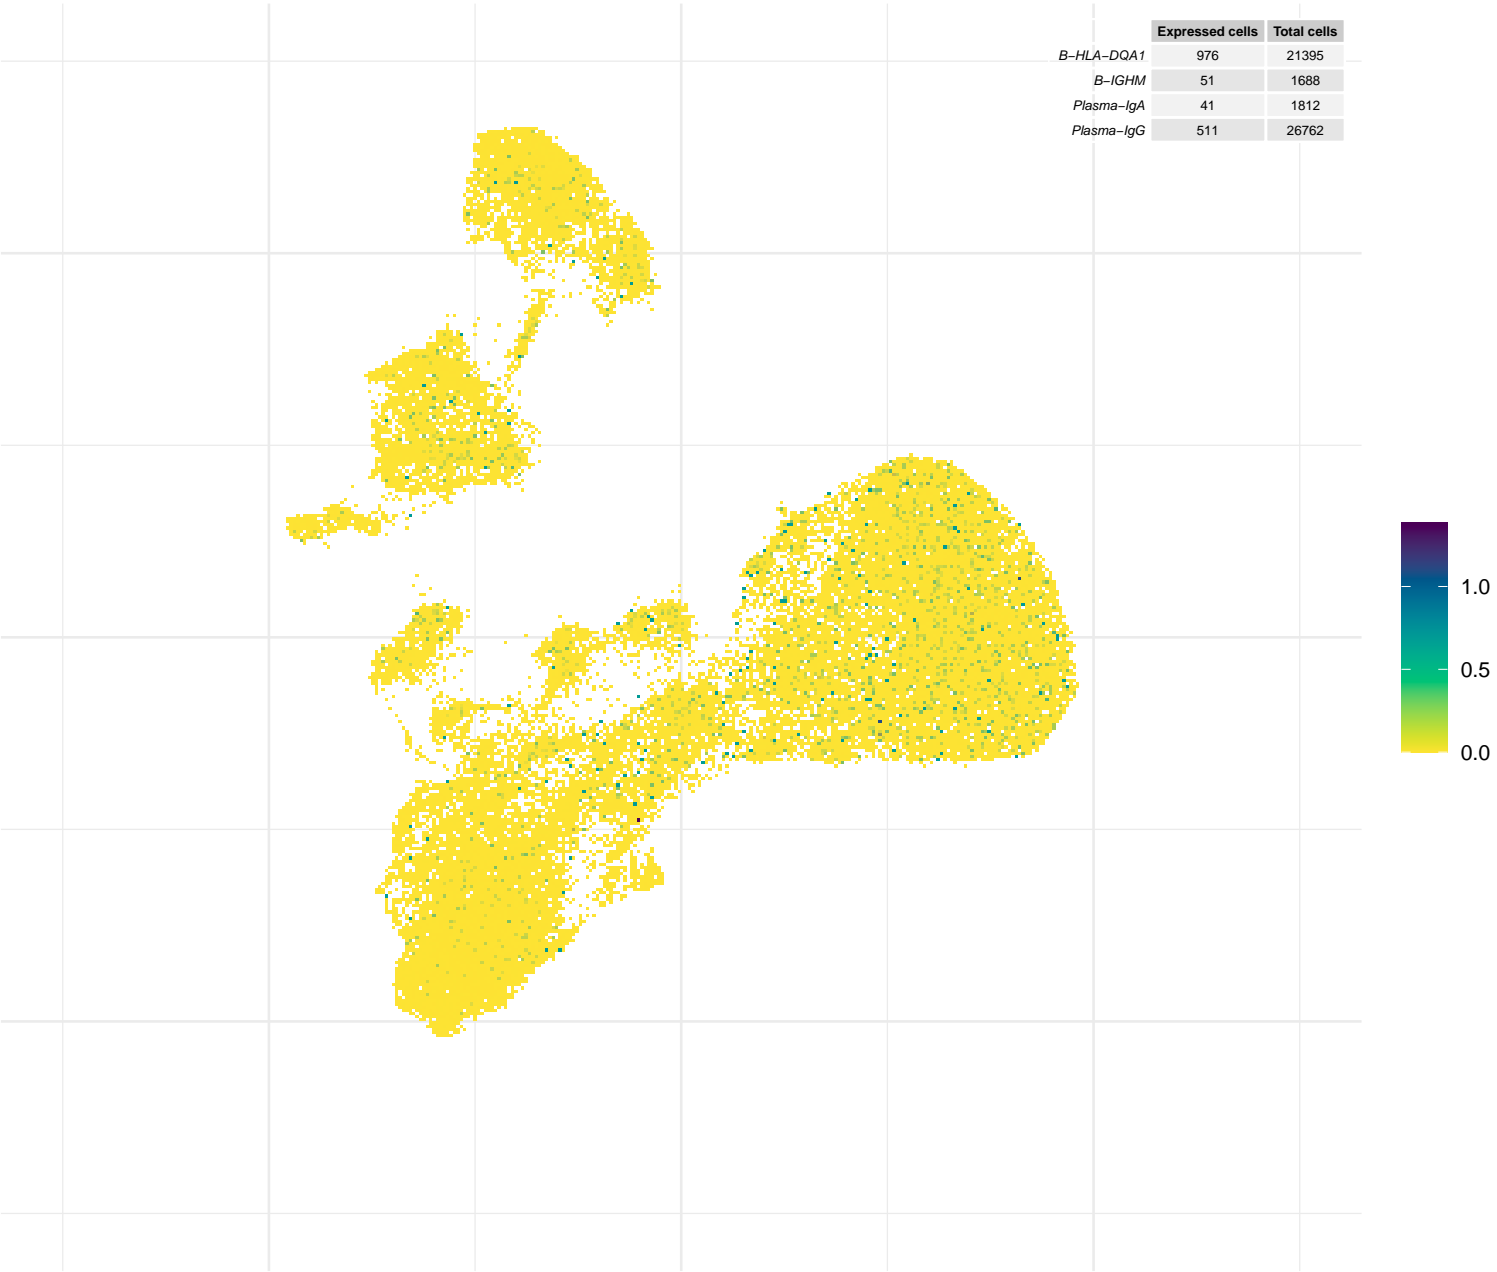 Expressed cells Total cells
B−HLA−DQA1 976 21395
B−IGHM 51 1688
Plasma−IgA 41 1812
Plasma−IgG 511 26762
1.0
0.5
0.0